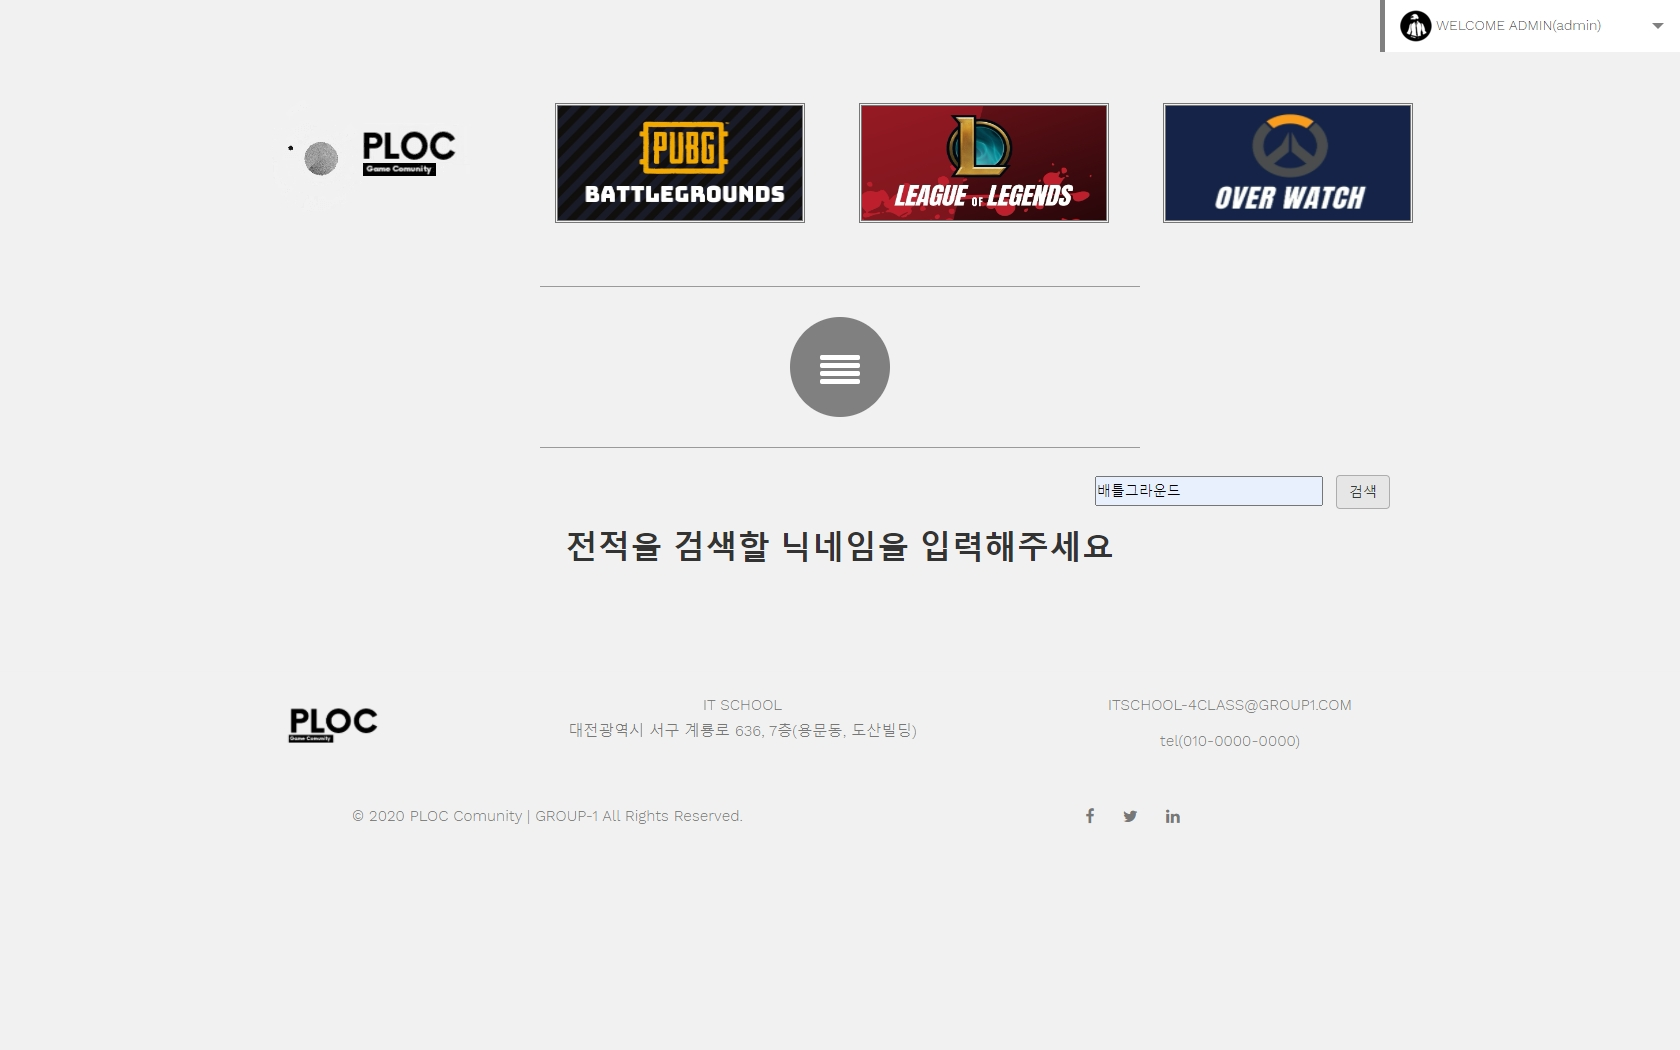 WELCOME ADMIN(admin)
PLOC
Game Comunity
PUBG
BATTLEGROUNDS
LEAGUE OF LEGENDS
OVER WATCH
배틀그라운드
검색
전적을 검색할 닉네임을 입력해주세요
PLOC
Game Comunity
IT SCHOOL
대전광역시 서구 계룡로 636, 7층(용문동, 도산빌딩)
ITSCHOOL-4CLASS@GROUP1.COM
tel(010-0000-0000)
© 2020 PLOC Comunity | GROUP-1 All Rights Reserved.